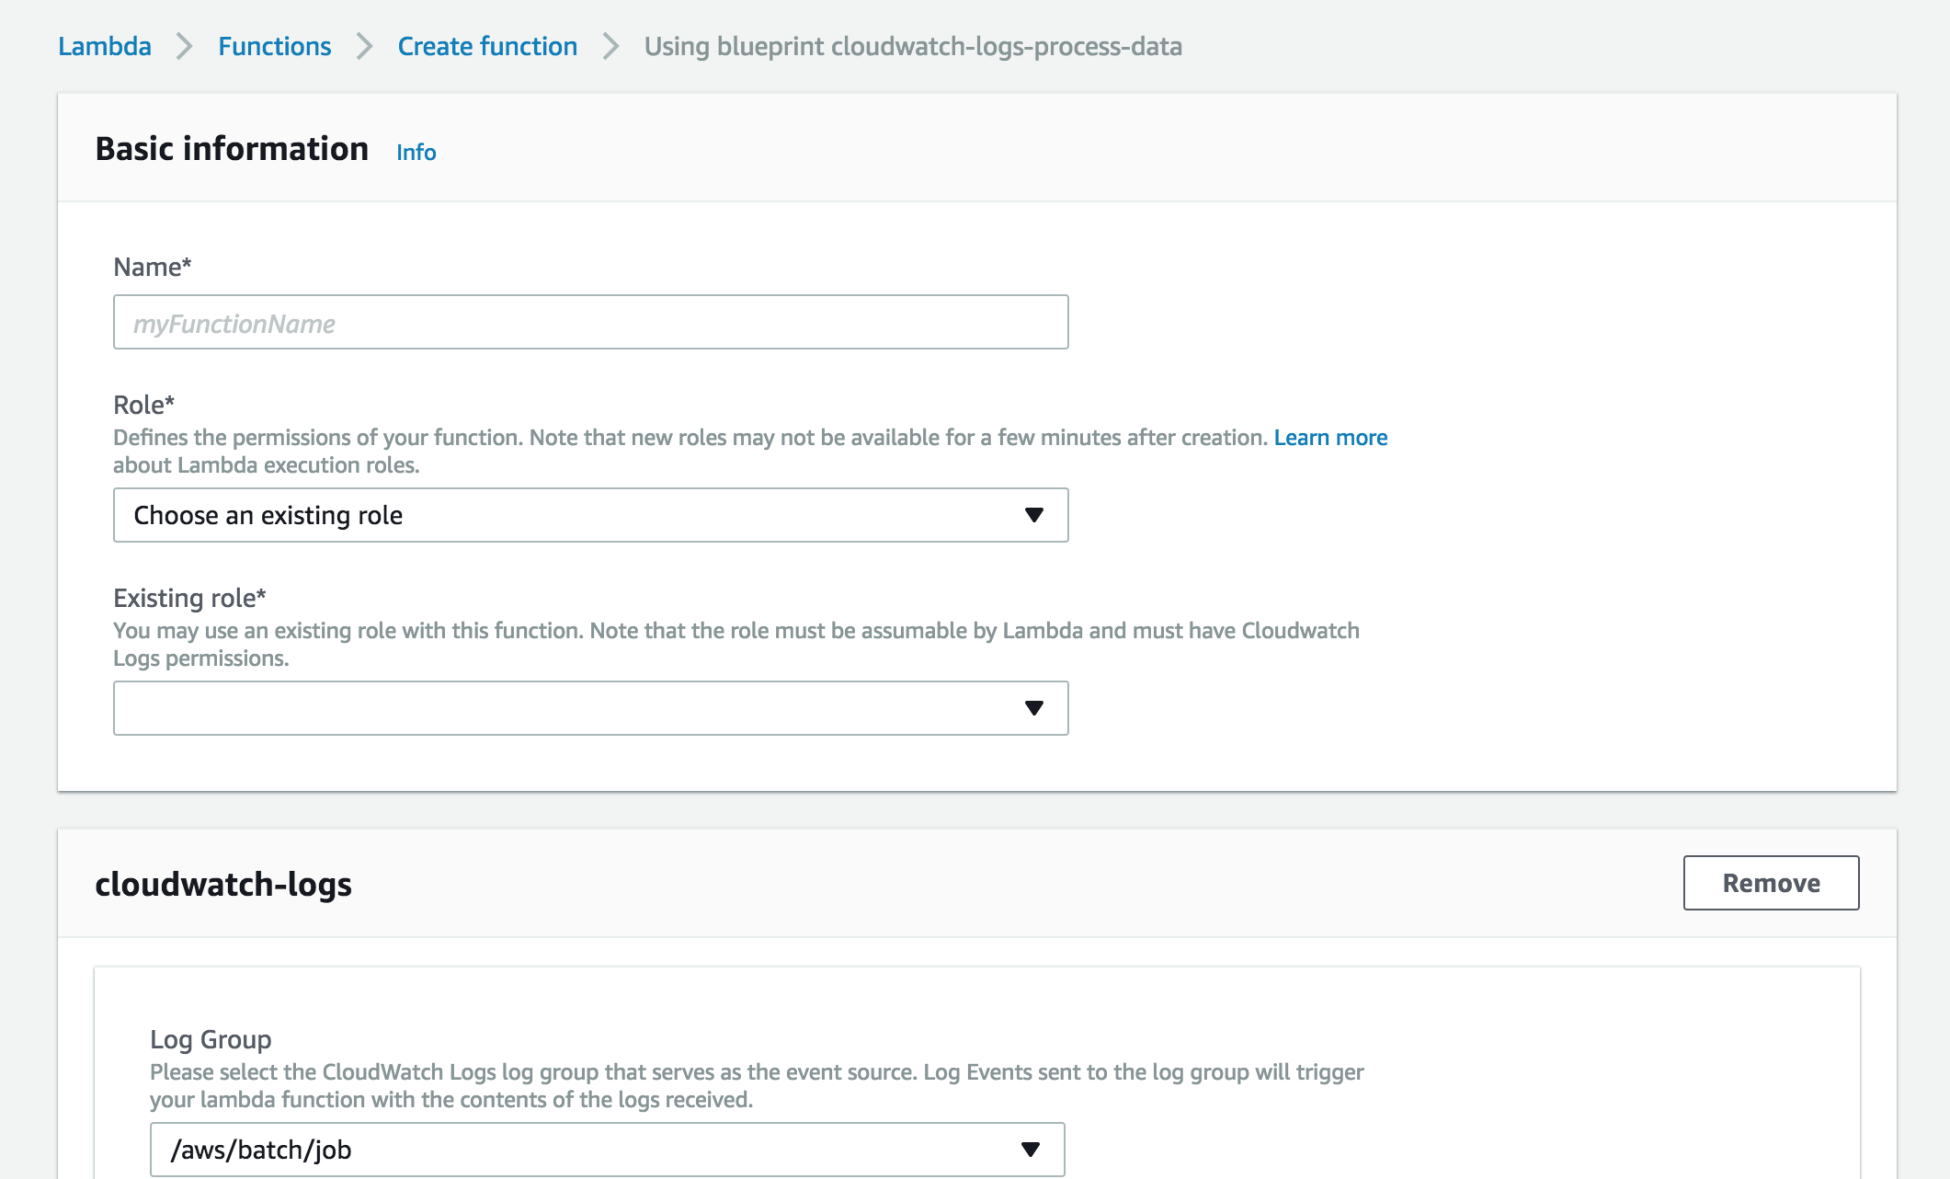 Lambda > Functions > Create function > Using blueprint cloudwatch-logs-process-data
Basic information Info
Name*
myFunctionName
Role*
Defines the permissions of your function. Note that new roles may not be available for a few minutes after creation. Learn more
about Lambda execution roles.
Choose an existing role
Existing role*
You may use an existing role with this function. Note that the role must be assumable by Lambda and must have Cloudwatch
Logs permissions.
cloudwatch-logs
Remove
Log Group
Please select the CloudWatch Logs log group that serves as the event source. Log Events sent to the log group will trigger
your lambda function with the contents of the logs received.
/aws/batch/job